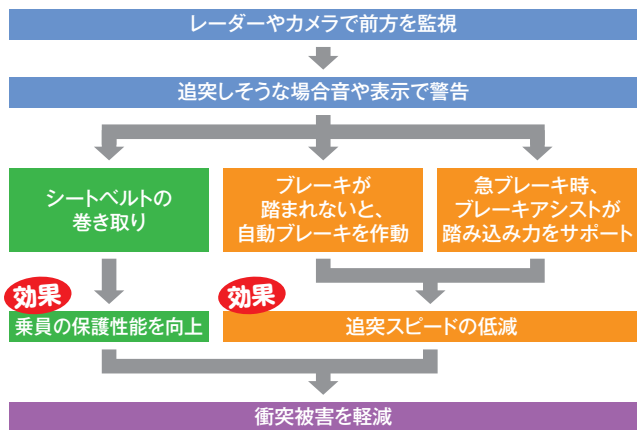 レーダーやカメラで前方を監視
追突しそうな場合音や表示で警告
シートベルトの
巻き取り
ブレーキが
踏まれないと、
自動ブレーキを作動
急ブレーキ時、
ブレーキアシストが
踏み込み力をサポート
効果
乗員の保護性能を向上
効果
追突スピードの低減
衝突被害を軽減